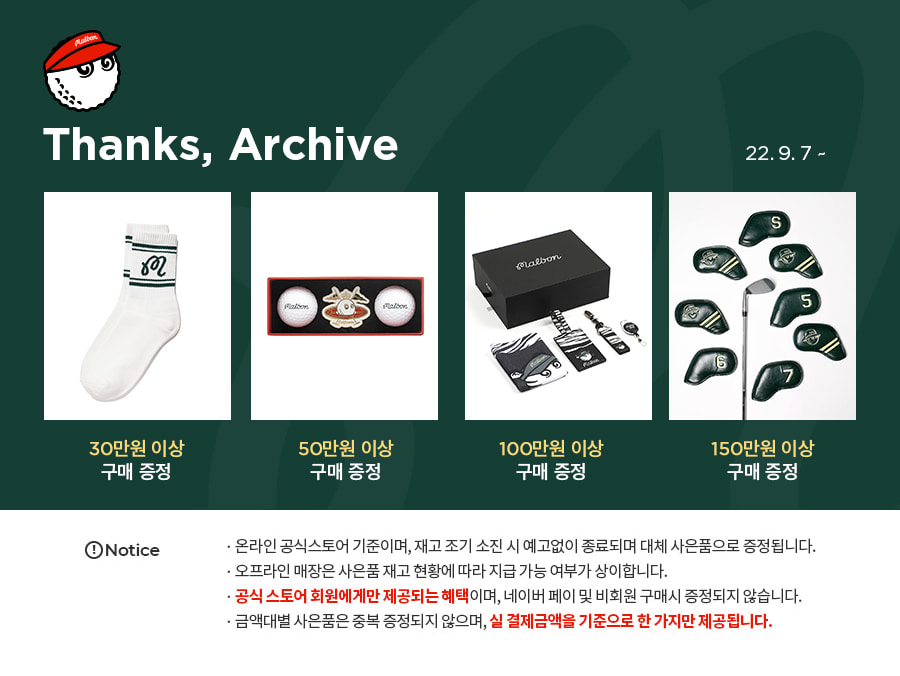 Malbon
Thanks, Archive
22. 9. 7 ~
Malbon
Malbon
Malbon
S
5
6
7
30만원 이상
구매 증정
50만원 이상
구매 증정
100만원 이상
구매 증정
150만원 이상
구매 증정
Notice
· 온라인 공식스토어 기준이며, 재고 조기 소진 시 예고없이 종료되며 대체 사은품으로 증정됩니다.
· 오프라인 매장은 사은품 재고 현황에 따라 지급 가능 여부가 상이합니다.
· 공식 스토어 회원에게만 제공되는 혜택이며, 네이버 페이 및 비회원 구매시 증정되지 않습니다.
· 금액대별 사은품은 중복 증정되지 않으며, 실 결제금액을 기준으로 한 가지만 제공됩니다.